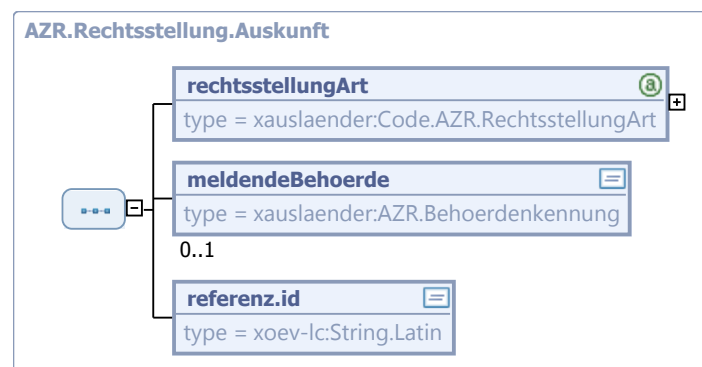 AZR.Rechtsstellung.Auskunft
rechtsstellungArt
type = xauslaender:Code.AZR.RechtsstellungArt
meldendeBehoerde
type = xauslaender:AZR.Behoerdenkennung
0..1
referenz.id
type = xoev-lc:String.Latin